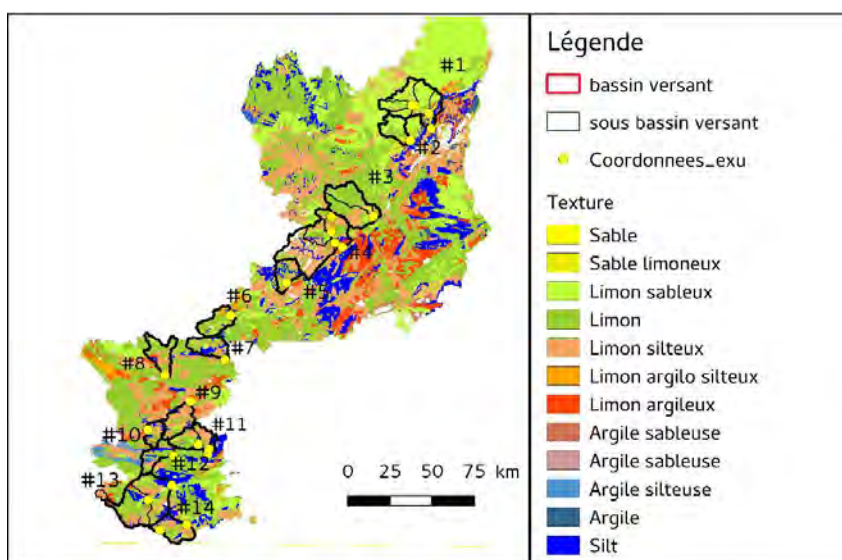 #1
#2
#3
#4
#5
#6
#7
#8
#9
#10
#11
#12
#13
#14
0 25 50 75 km
Légende
bassin versant
sous bassin versant
Coordonnees_exu
Texture
Sable
Sable limoneux
Limon sableux
Limon
Limon silteux
Limon argilo silteux
Limon argileux
Argile sableuse
Argile sableuse
Argile silteuse
Argile
Silt